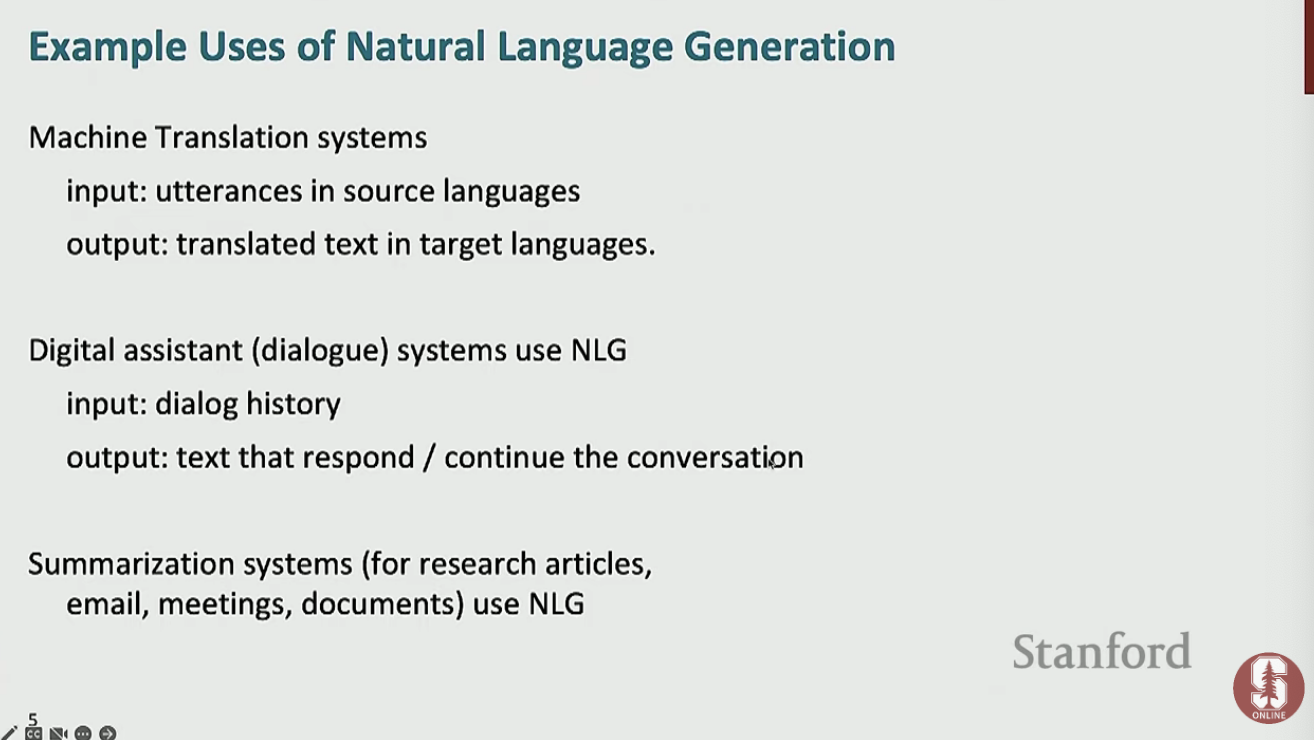 Example Uses of Natural Language Generation
Machine Translation systems
input: utterances in source languages
output: translated text in target languages.
Digital assistant (dialogue) systems use NLG
input: dialog history
output: text that respond / continue the conversation
Summarization systems (for research articles,
email, meetings, documents) use NLG
Stanford
S
ONLINE
5
CC